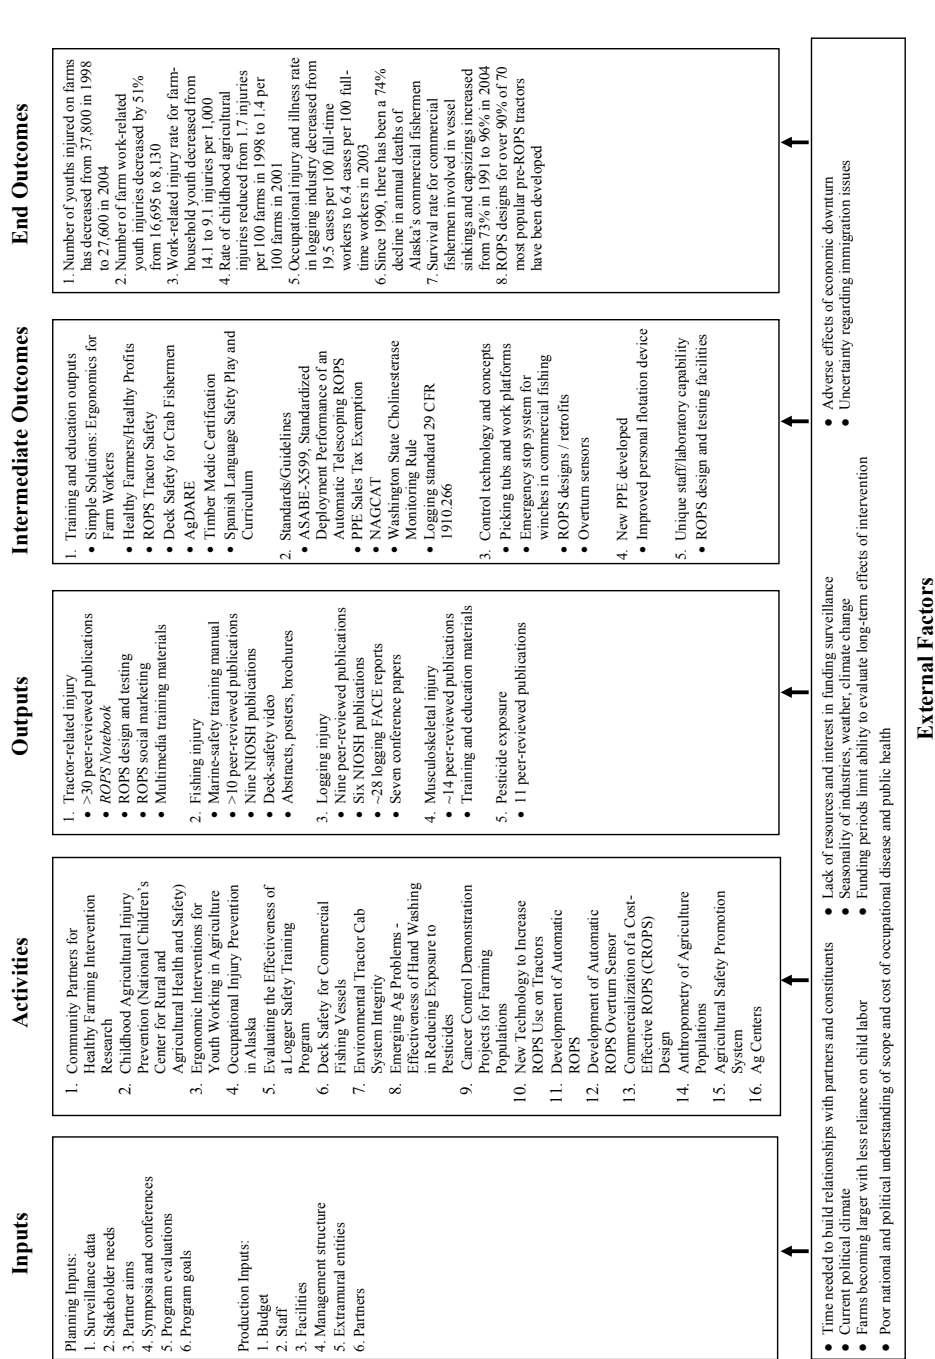 Inputs
Planning Inputs:
1. Surveillance data
2. Stakeholder needs
3. Partner aims
4. Symposia and conferences
5. Program evaluations
6. Program goals
Production Inputs:
1. Budget
2. Staff
3. Facilities
4. Management structure
5. Extramural entities
6. Partners
Activities
1. Community Partners for
Healthy Farming Intervention
Research
2. Childhood Agricultural Injury
Prevention (National Children's
Center for Rural and
Agricultural Health and Safety)
3. Ergonomic Interventions for
Youth Working in Agriculture
4. Occupational Injury Prevention
in Alaska
5. Evaluating the Effectiveness of
a Logger Safety Training
Program
6. Deck Safety for Commercial
Fishing Vessels
7. Environmental Tractor Cab
System Integrity
8. Emerging Ag Problems -
Effectiveness of Hand Washing
in Reducing Exposure to
Pesticides
9. Cancer Control Demonstration
Projects for Farming
Populations
10. New Technology to Increase
ROPS Use on Tractors
11. Development of Automatic
ROPS
12. Development of Automatic
ROPS Overturn Sensor
13. Commercialization of a Cost-
Effective ROPS (CROPS)
Design
14. Anthropometry of Agriculture
Populations
15. Agricultural Safety Promotion
System
16. Ag Centers
Outputs
1. Tractor-related injury
• >30 peer-reviewed publications
• ROPS Notebook
• ROPS design and testing
• ROPS social marketing
• Multimedia training materials
2. Fishing injury
• Marine-safety training manual
• >10 peer-reviewed publications
• Nine NIOSH publications
• Deck-safety video
• Abstracts, posters, brochures
3. Logging injury
• Nine peer-reviewed publications
• Six NIOSH publications
• ~28 logging FACE reports
• Seven conference papers
4. Musculoskeletal injury
• ~14 peer-reviewed publications
• Training and education materials
5. Pesticide exposure
• 11 peer-reviewed publications
Intermediate Outcomes
1. Training and education outputs
• Simple Solutions: Ergonomics for
Farm Workers
• Healthy Farmers/Healthy Profits
• ROPS Tractor Safety
• Deck Safety for Crab Fishermen
• AgDARE
• Timber Medic Certification
• Spanish Language Safety Play and
Curriculum
2. Standards/Guidelines
• ASABE-X599, Standardized
Deployment Performance of an
Automatic Telescoping ROPS
• PPE Sales Tax Exemption
• NAGCAT
• Washington State Cholinesterase
Monitoring Rule
• Logging standard 29 CFR
1910.266
3. Control technology and concepts
• Picking tubs and work platforms
• Emergency stop system for
winches in commercial fishing
• ROPS designs / retrofits
• Overturn sensors
4. New PPE developed
• Improved personal flotation device
5. Unique staff/laboratory capability
• ROPS design and testing facilities
End Outcomes
1. Number of youths injured on farms
has decreased from 37,800 in 1998
to 27,600 in 2004
2. Number of farm work-related
youth injuries decreased by 51%
from 16,695 to 8,130
3. Work-related injury rate for farm-
household youth decreased from
14.1 to 9.1 injuries per 1,000
4. Rate of childhood agricultural
injuries reduced from 1.7 injuries
per 100 farms in 1998 to 1.4 per
100 farms in 2001
5. Occupational injury and illness rate
in logging industry decreased from
19.5 cases per 100 full-time
workers to 6.4 cases per 100 full-
time workers in 2003
6. Since 1990, there has been a 74%
decline in annual deaths of
Alaska's commercial fishermen
7. Survival rate for commercial
fishermen involved in vessel
sinkings and capsizings increased
from 73% in 1991 to 96% in 2004
8. ROPS designs for over 90% of 70
most popular pre-ROPS tractors
have been developed
• Time needed to build relationships with partners and constituents
• Current political climate
• Farms becoming larger with less reliance on child labor
• Poor national and political understanding of scope and cost of occupational disease and public health
• Lack of resources and interest in funding surveillance
• Seasonality of industries, weather, climate change
• Funding periods limit ability to evaluate long-term effects of intervention
• Adverse effects of economic downturn
• Uncertainty regarding immigration issues
External Factors